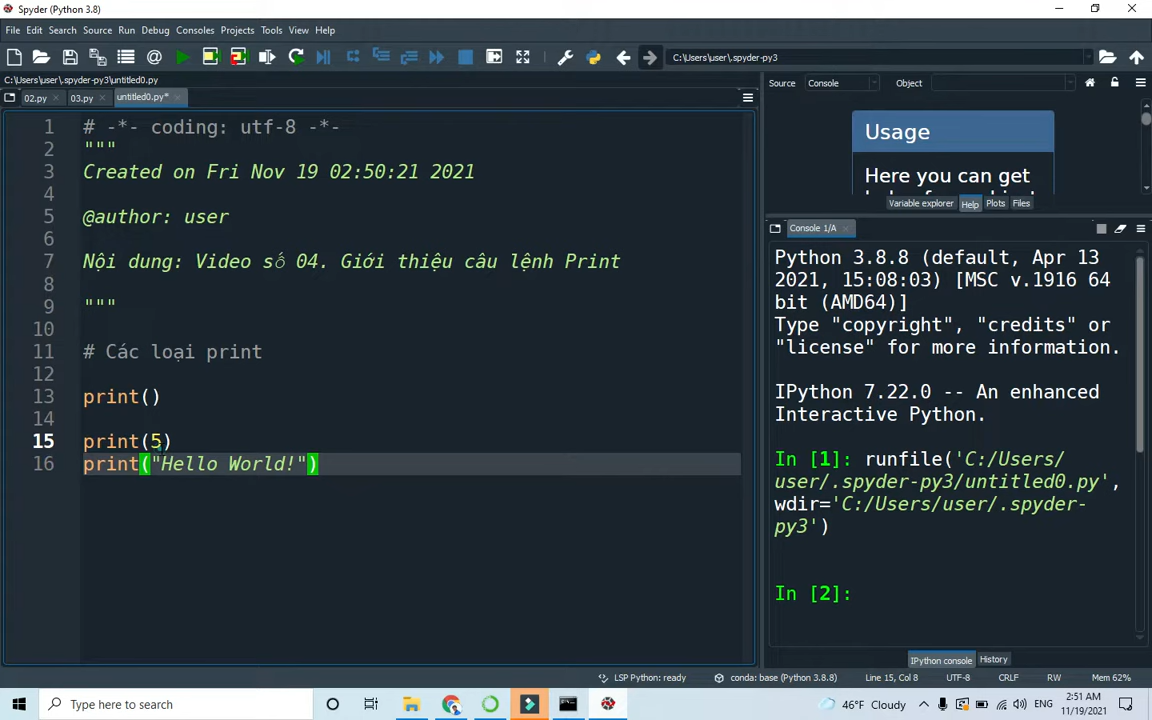 Spyder (Python 3.8)
File Edit Search Source Run Debug Consoles Projects Tools View Help
C:\Users\user\.spyder-py3
C:\Users\user\.spyder-py3\untitled0.py
02.py 03.py untitled0.py*
1 # -*- coding: utf-8 -*-
2 """
3 Created on Fri Nov 19 02:50:21 2021
4
5 @author: user
6
7 Nội dung: Video số 04. Giới thiệu câu lệnh Print
8
9 """
10
11 # Các loại print
12
13 print()
14
15 print(5)
16 print("Hello World!")
Source Console Object
Usage
Here you can get
Variable explorer Help Plots Files
Console 1/A
Python 3.8.8 (default, Apr 13
2021, 15:08:03) [MSC v.1916 64
bit (AMD64)]
Type "copyright", "credits" or
"license" for more information.
IPython 7.22.0 -- An enhanced
Interactive Python.
In [1]: runfile('C:/Users/
user/.spyder-py3/untitled0.py',
wdir='C:/Users/user/.spyder-
py3')
In [2]:
IPython console History
LSP Python: ready conda: base (Python 3.8.8) Line 15, Col 8 UTF-8 CRLF RW Mem 62%
Type here to search
46°F Cloudy ENG
2:51 AM
11/19/2021